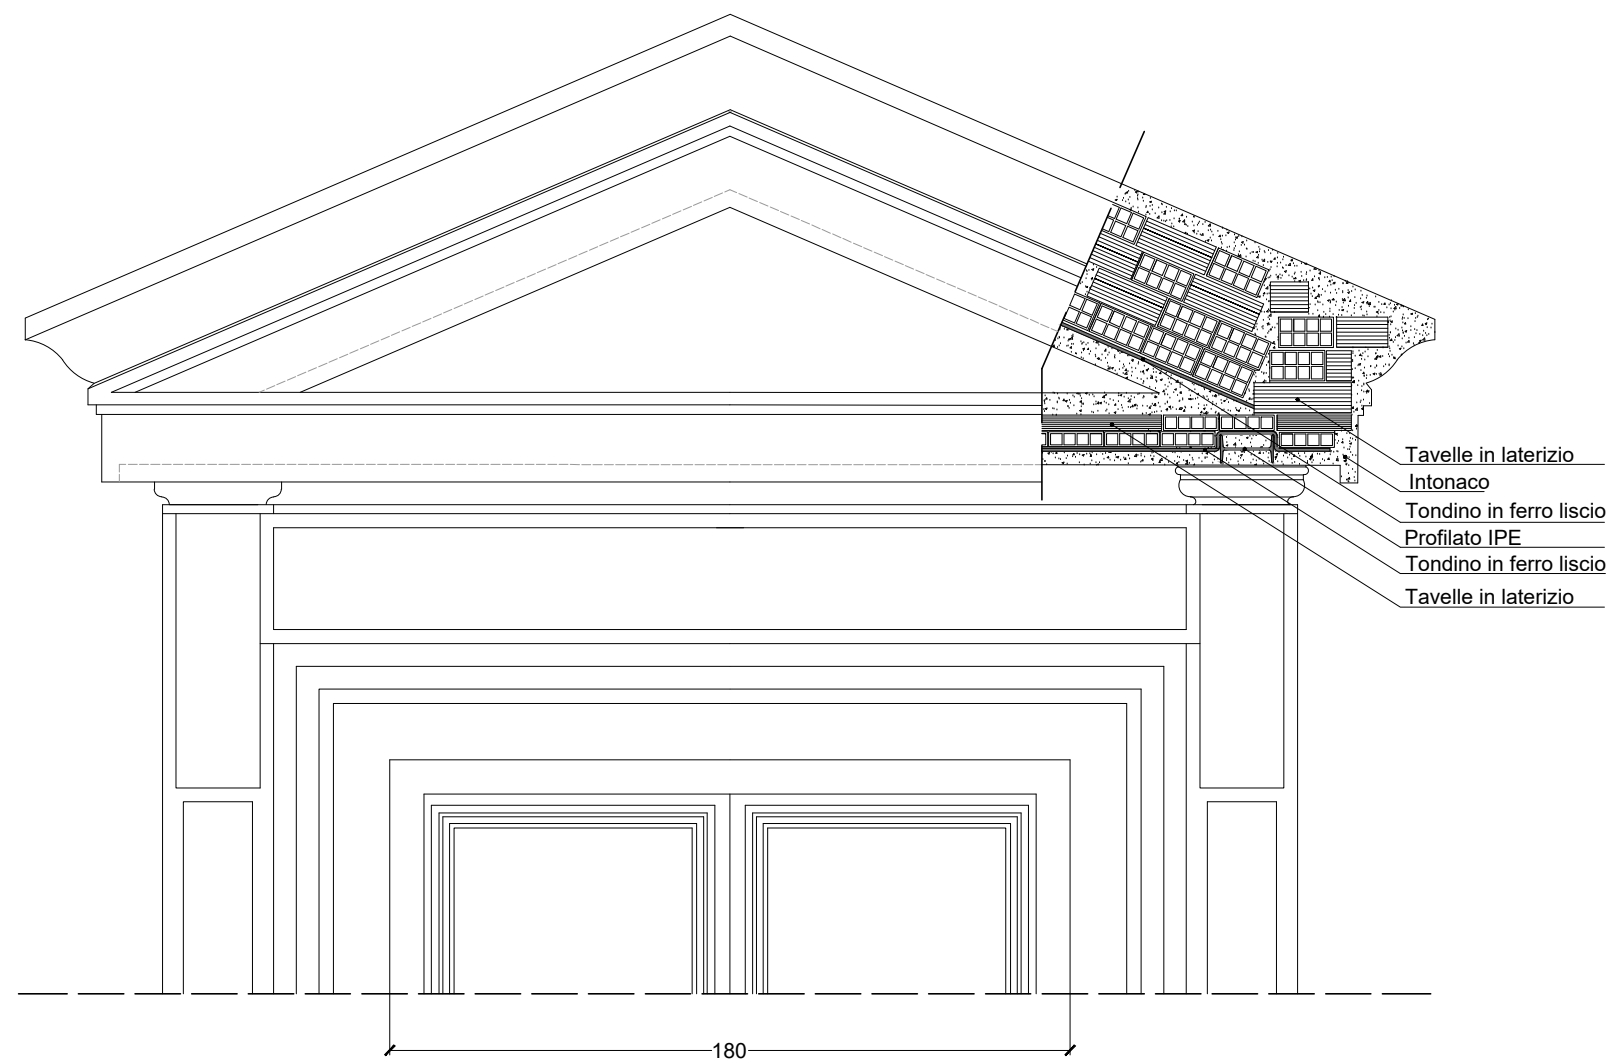 Tavelle in laterizio
Intonaco
Tondino in ferro liscio
Profilato IPE
Tondino in ferro liscio
Tavelle in laterizio
180